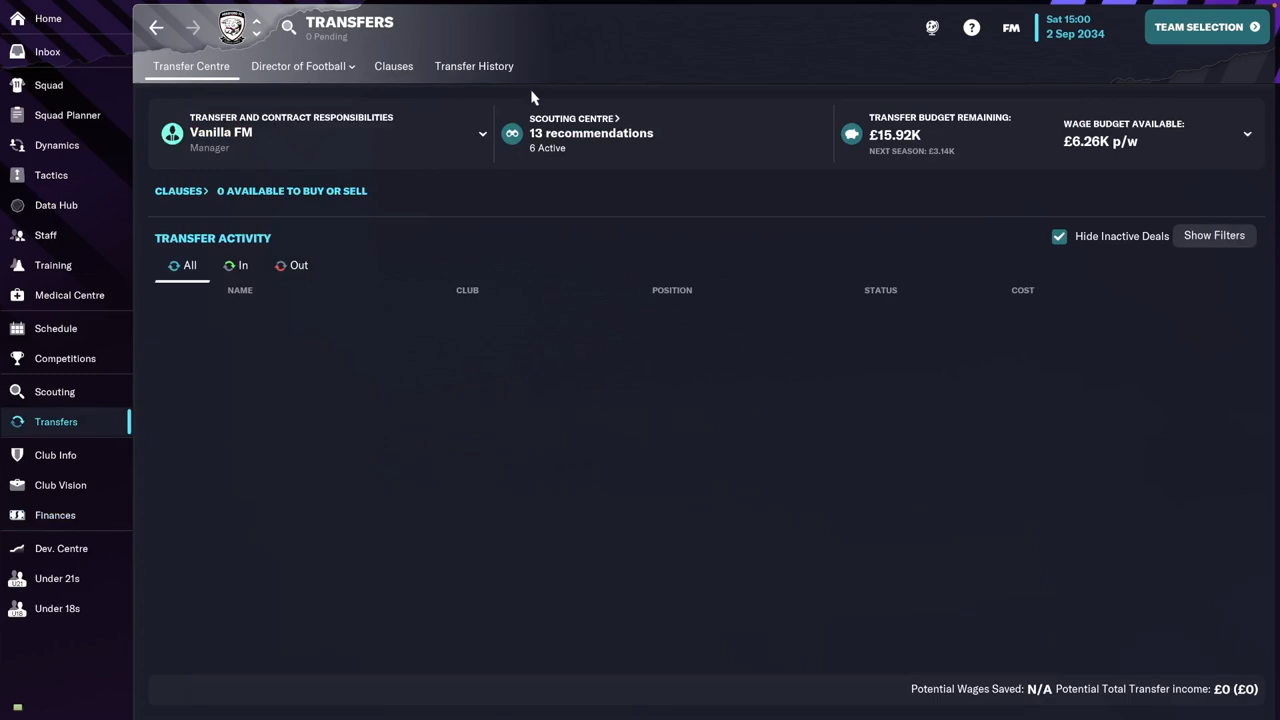 Home
Inbox
Squad
Squad Planner
Dynamics
Tactics
Data Hub
Staff
Training
Medical Centre
Schedule
Competitions
Scouting
Transfers
Club Info
Club Vision
Finances
Dev. Centre
Under 21s
Under 18s
TRANSFERS
0 Pending
FM
Sat 15:00
2 Sep 2034
TEAM SELECTION
Transfer Centre
Director of Football
Clauses
Transfer History
TRANSFER AND CONTRACT RESPONSIBILITIES
Vanilla FM
Manager
SCOUTING CENTRE >
13 recommendations
6 Active
TRANSFER BUDGET REMAINING:
£15.92K
NEXT SEASON: £3.14K
WAGE BUDGET AVAILABLE:
£6.26K p/w
CLAUSES > 0 AVAILABLE TO BUY OR SELL
TRANSFER ACTIVITY
Hide Inactive Deals
Show Filters
All In Out
NAME CLUB POSITION STATUS COST
Potential Wages Saved: N/A Potential Total Transfer income: £0 (£0)